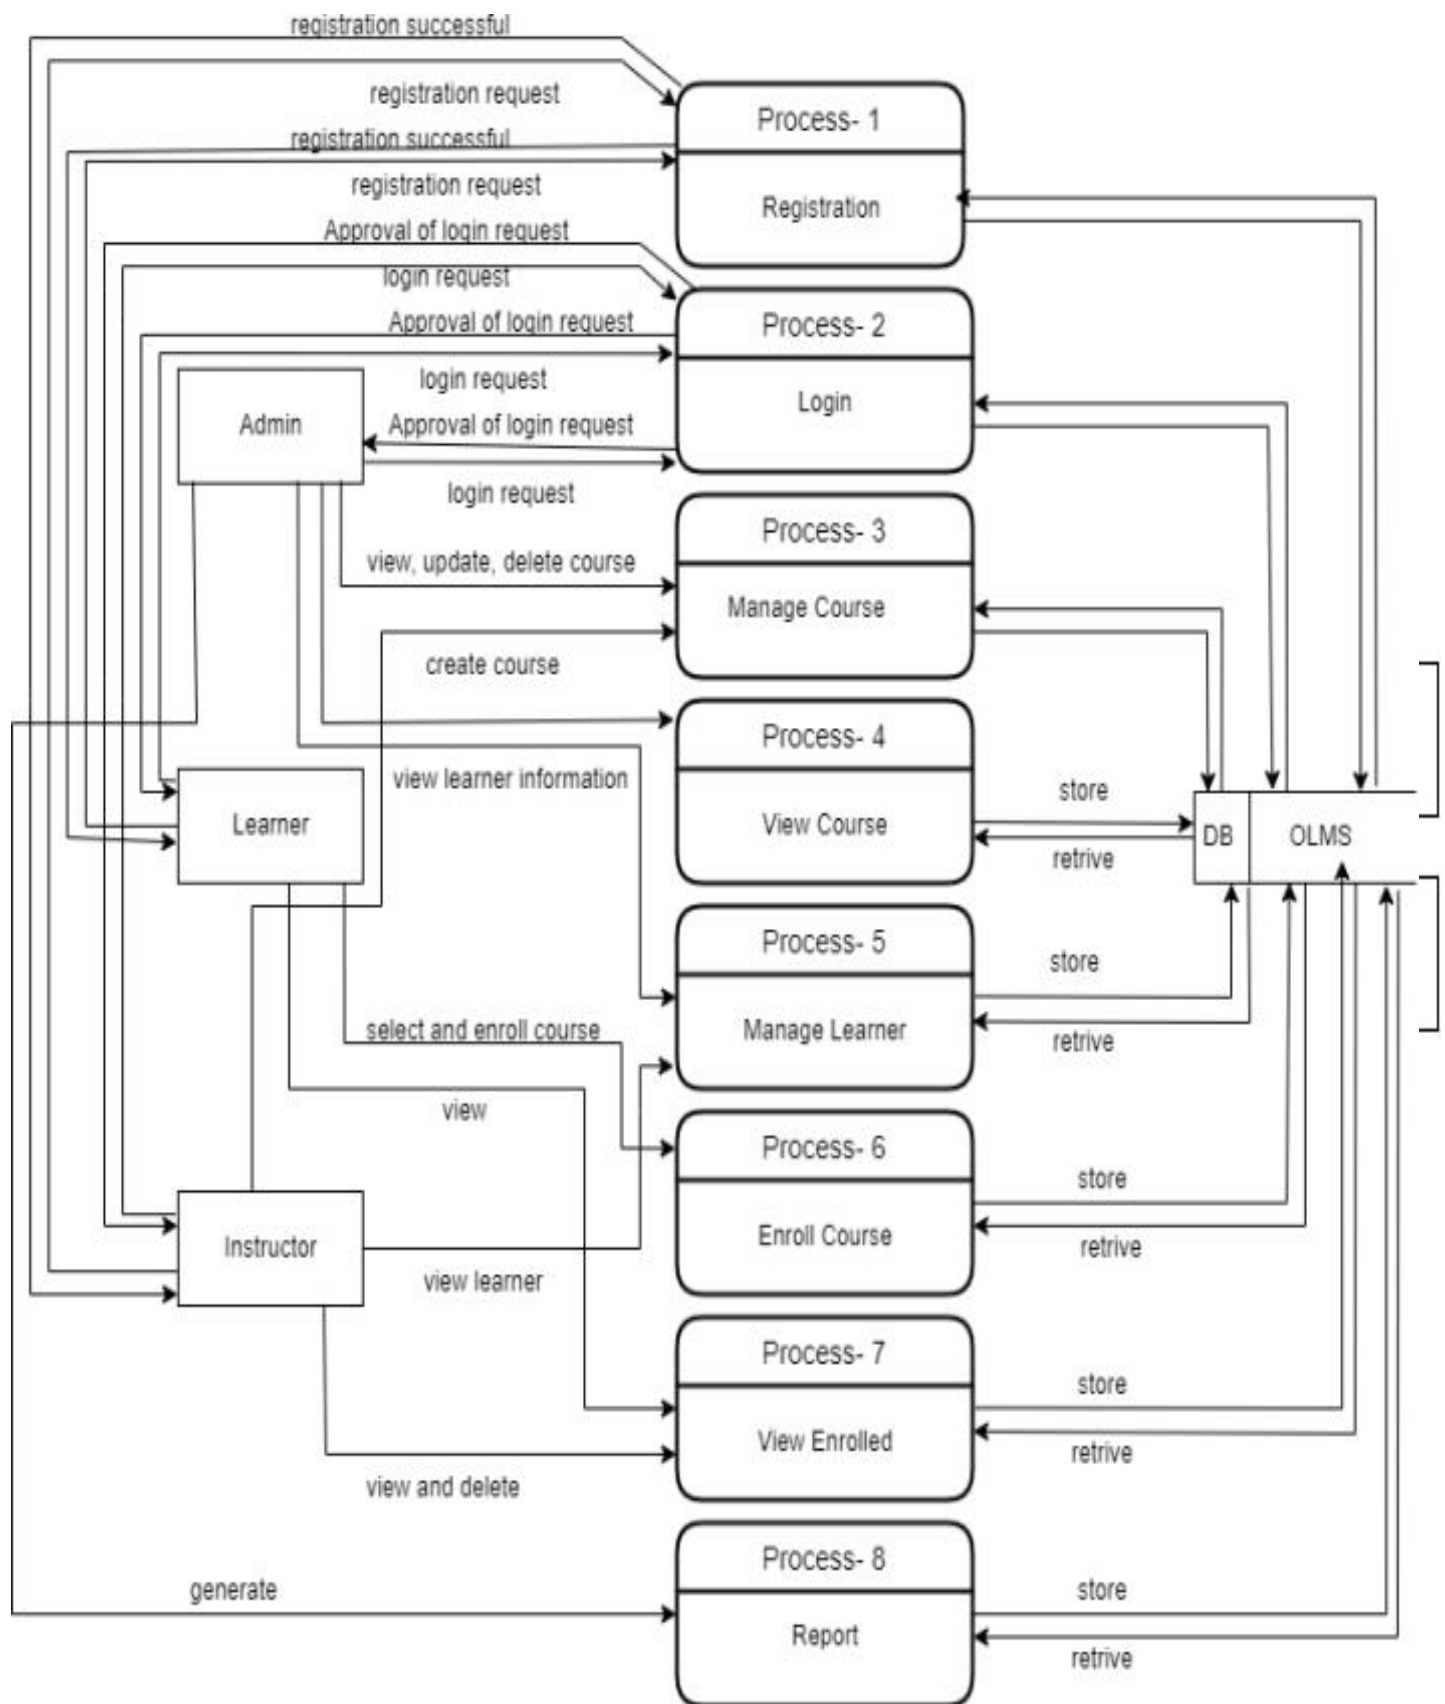 registration successful
registration request
Process- 1
registration successful
registration request
Registration
Approval of login request
login request
Approval of login request
Process- 2
login request
Login
Admin
Approval of login request
login request
Process- 3
view, update, delete course
Manage Course
create course
Process- 4
view learner information
store
Learner
View Course
DB
OLMS
retrive
Process- 5
store
select and enroll course
Manage Learner
retrive
view
Process- 6
store
Instructor
Enroll Course
retrive
view learner
Process- 7
store
View Enrolled
retrive
view and delete
Process- 8
generate
store
Report
retrive